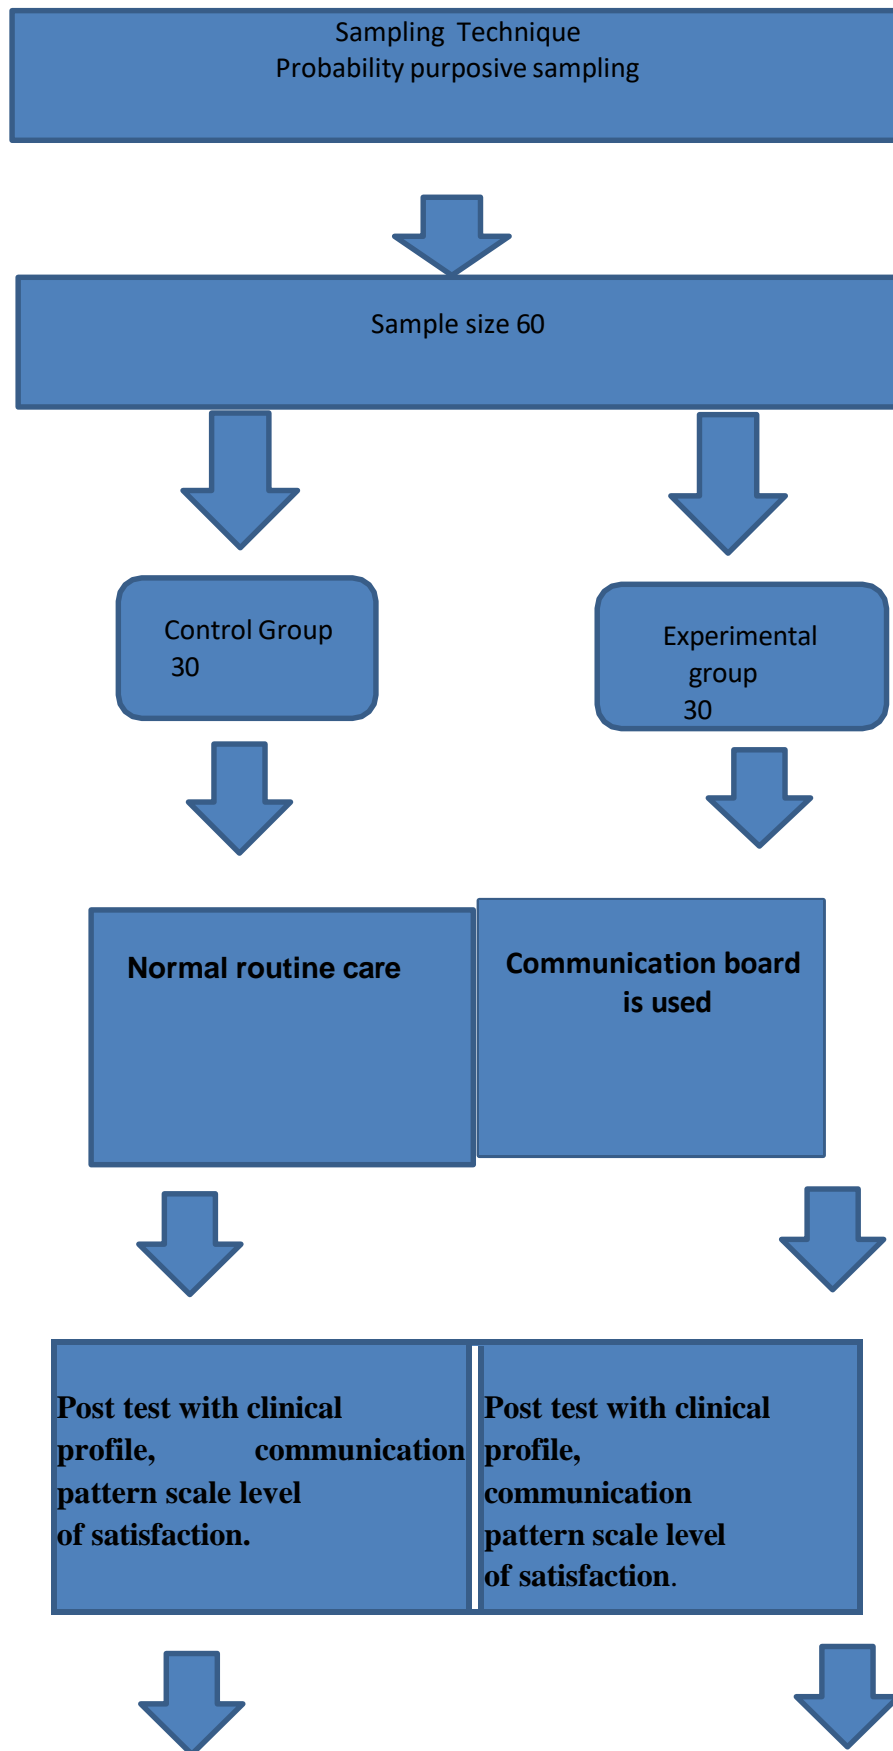 Sampling Technique
Probability purposive sampling
Sample size 60
Control Group
30
Experimental
group
30
Normal routine care
Communication board
is used
Post test with clinical
profile, communication
pattern scale level
of satisfaction.
Post test with clinical
profile,
communication
pattern scale level
of satisfaction.